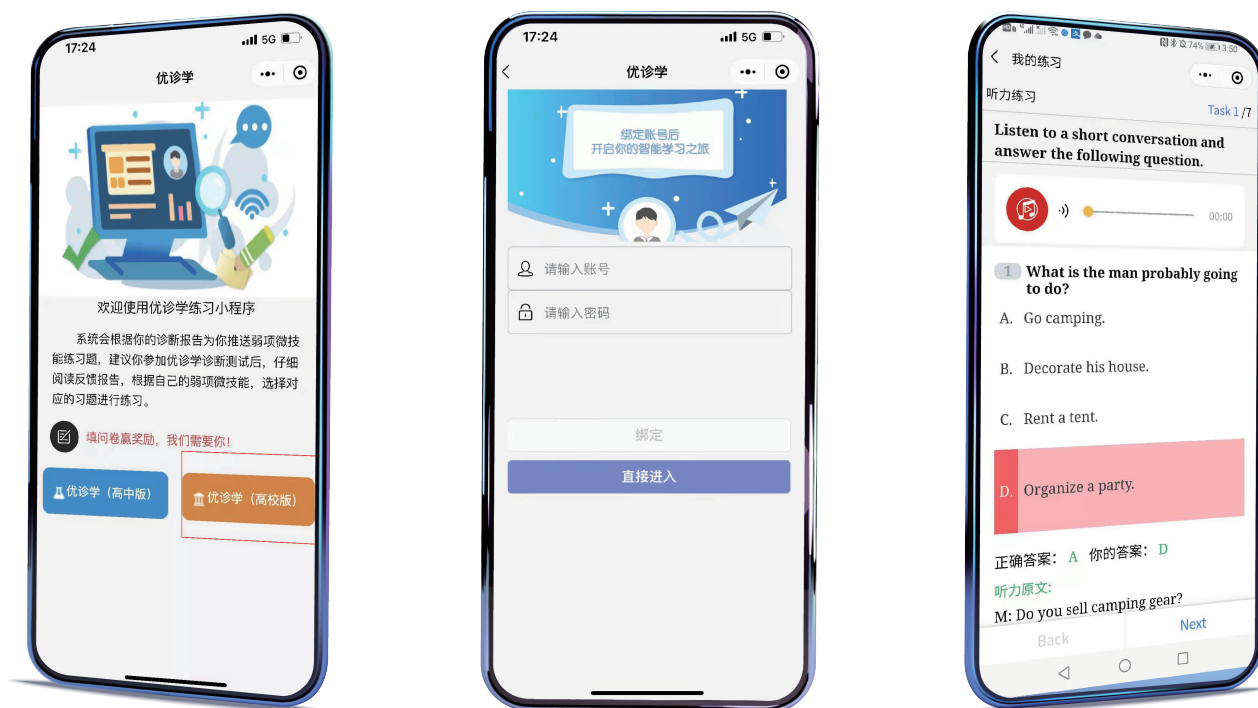 17:24
5G
优诊学
欢迎使用优诊学练习小程序
系统会根据你的诊断报告为你推送弱项微技
能练习题，建议你参加优诊学诊断测试后，仔细
阅读反馈报告，根据自己的弱项微技能，选择对
应的习题进行练习。
填问卷赢奖励，我们需要你！
优诊学（高中版）
优诊学（高校版）
17:24
5G
优诊学
绑定账号后
开启你的智能学习之旅
请输入账号
请输入密码
绑定
直接进入
74% 3:50
我的练习
听力练习
Task 1 /7
Listen to a short conversation and
answer the following question.
00:00
1 What is the man probably going
to do?
A. Go camping.
B. Decorate his house.
C. Rent a tent.
D. Organize a party.
正确答案： A 你的答案： D
听力原文:
M: Do you sell camping gear?
Back
Next